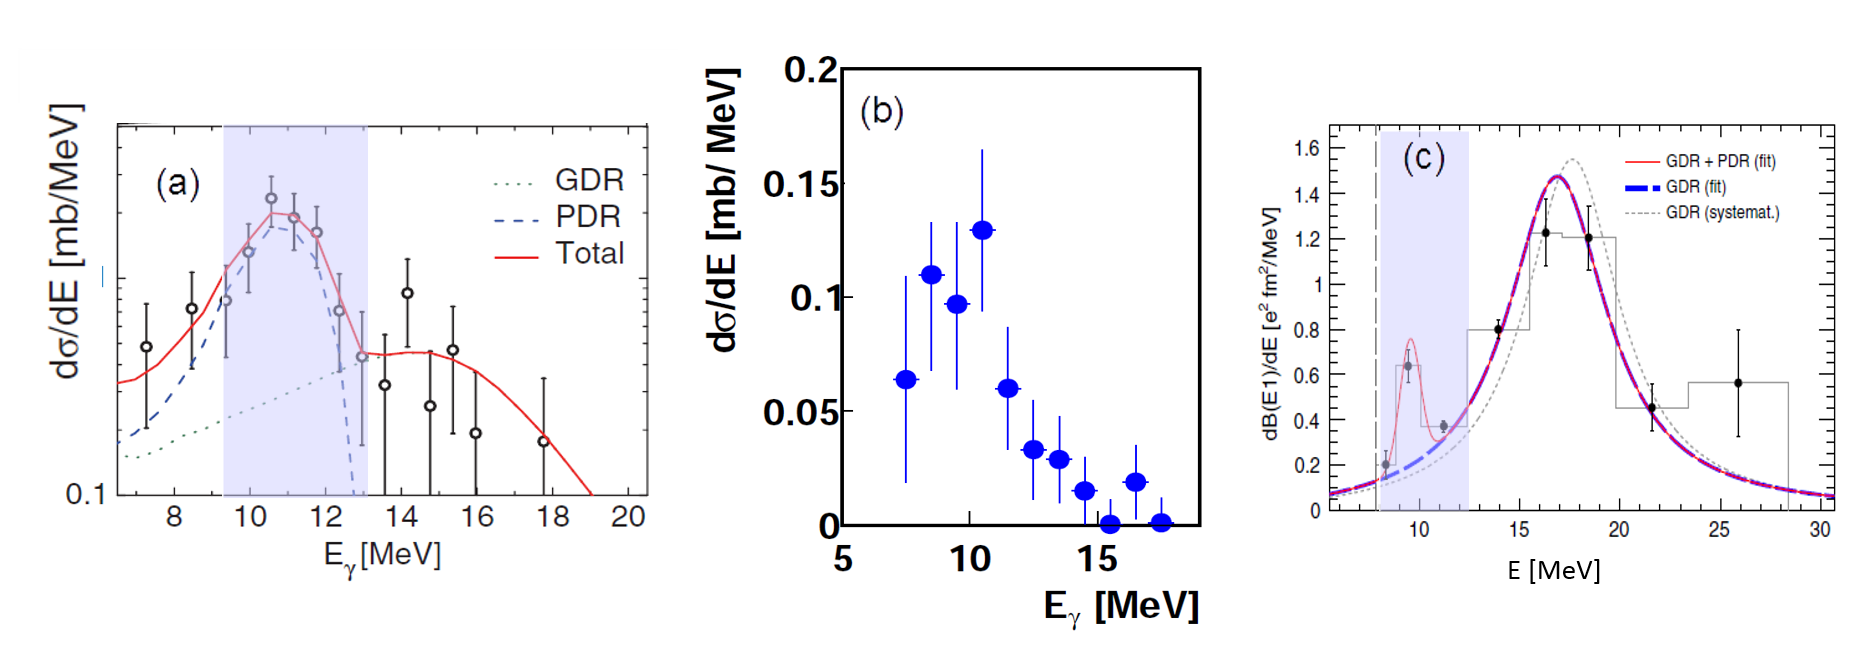 (a)
GDR
PDR
Total
dσ/dE [mb/MeV]
0.1
8 10 12 14 16 18 20
Eγ [MeV]
(b)
dσ/dE [mb/ MeV]
0.2
0.15
0.1
0.05
0
5 10 15
Eγ [MeV]
(c)
GDR + PDR (fit)
GDR (fit)
GDR (systemat.)
dB(E1)/dE [e² fm²/MeV]
1.6
1.4
1.2
1
0.8
0.6
0.4
0.2
0
10 15 20 25 30
E [MeV]